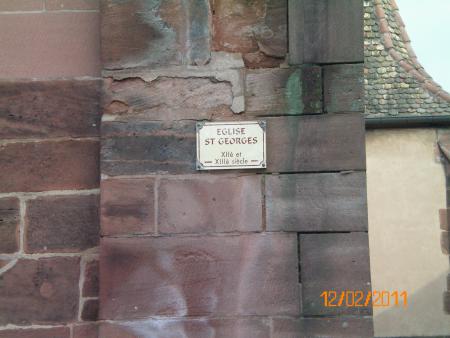 EGLISE
ST GEORGES
XIIè et
XIIIè siècle
12/02/2011